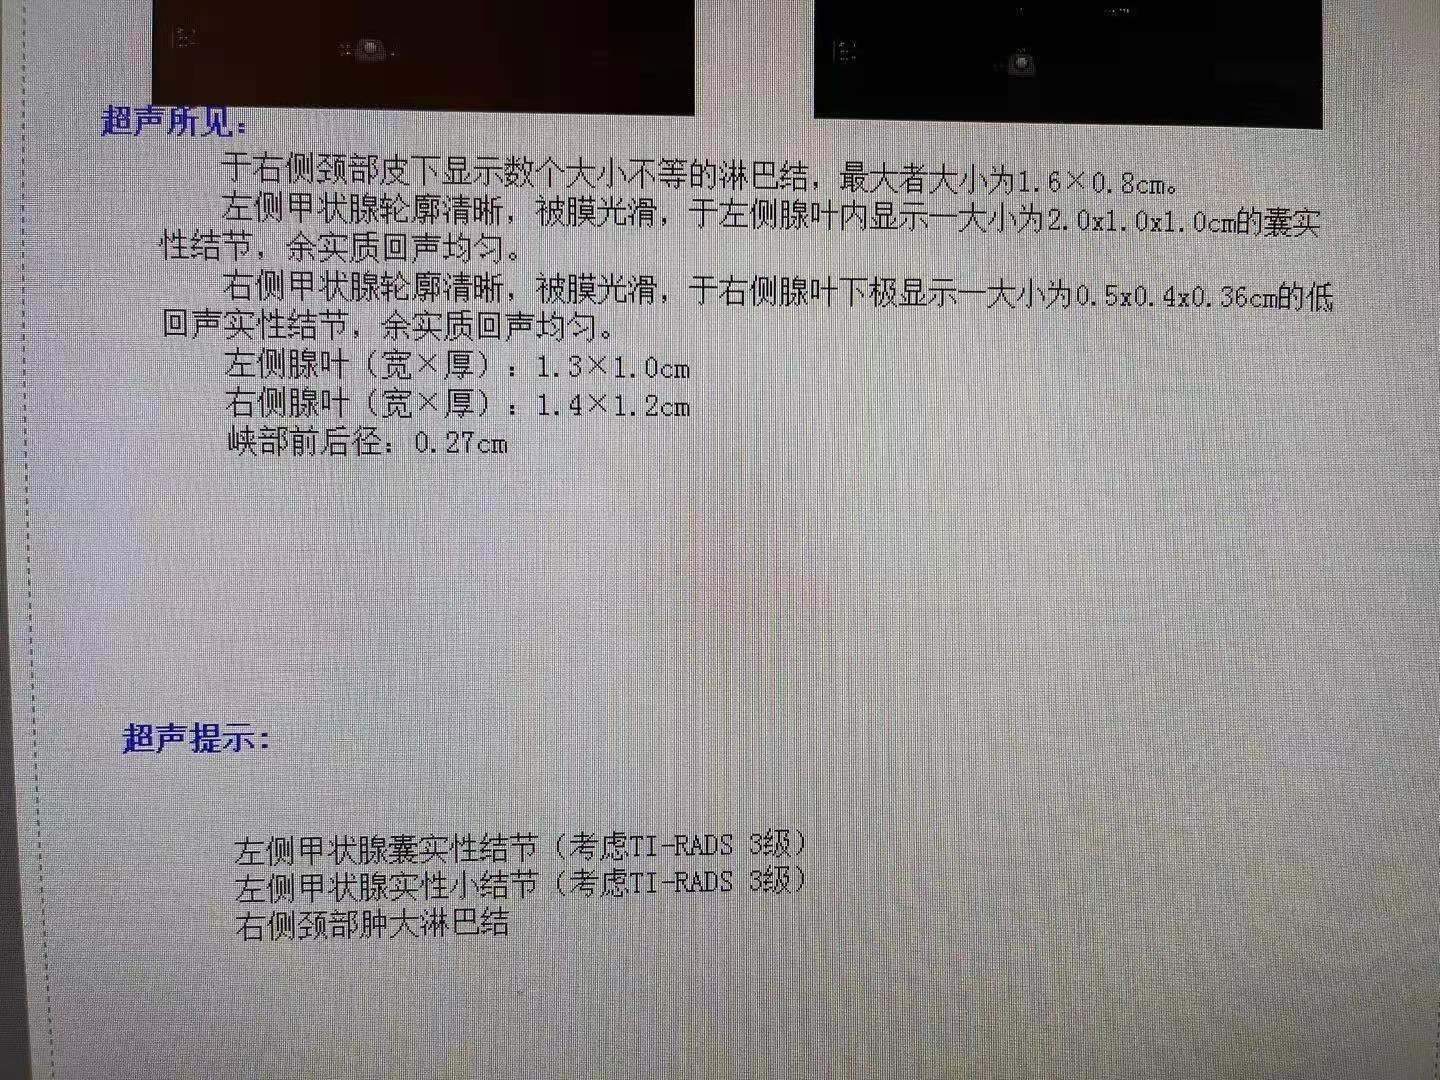 超声所见：
于右侧颈部皮下显示数个大小不等的淋巴结，最大者大小为1.6×0.8cm。
左侧甲状腺轮廓清晰，被膜光滑，于左侧腺叶内显示一大小为2.0x1.0x1.0cm的囊实
性结节，余实质回声均匀。
右侧甲状腺轮廓清晰，被膜光滑，于右侧腺叶下极显示一大小为0.5x0.4x0.36cm的低
回声实性结节，余实质回声均匀。
左侧腺叶（宽×厚）：1.3×1.0cm
右侧腺叶（宽×厚）：1.4×1.2cm
峡部前后径：0.27cm
超声提示:
左侧甲状腺囊实性结节（考虑TI-RADS 3级）
左侧甲状腺实性小结节（考虑TI-RADS 3级）
右侧颈部肿大淋巴结